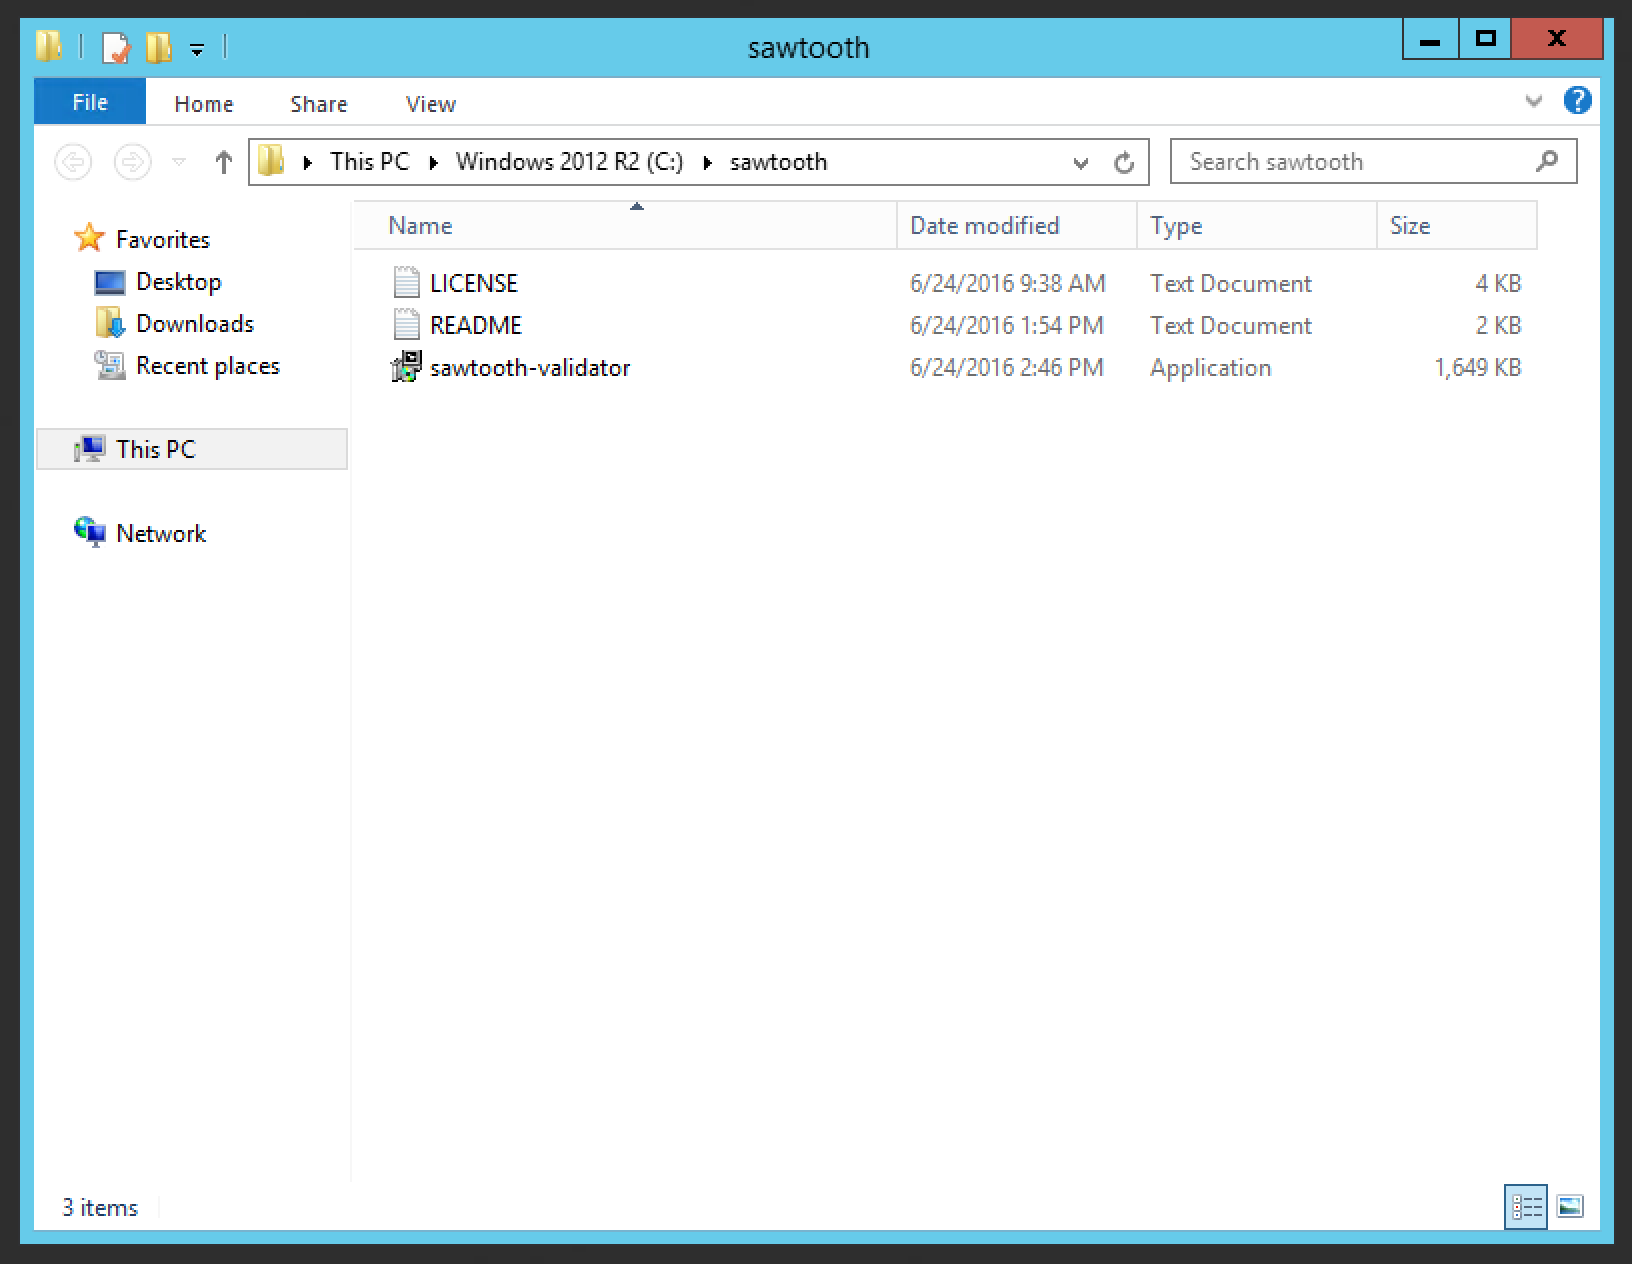 sawtooth
File Home Share View
This PC Windows 2012 R2 (C:) sawtooth Search sawtooth
Name Date modified Type Size
Favorites
Desktop
Downloads
Recent places
This PC
Network
LICENSE 6/24/2016 9:38 AM Text Document 4 KB
README 6/24/2016 1:54 PM Text Document 2 KB
sawtooth-validator 6/24/2016 2:46 PM Application 1,649 KB
3 items